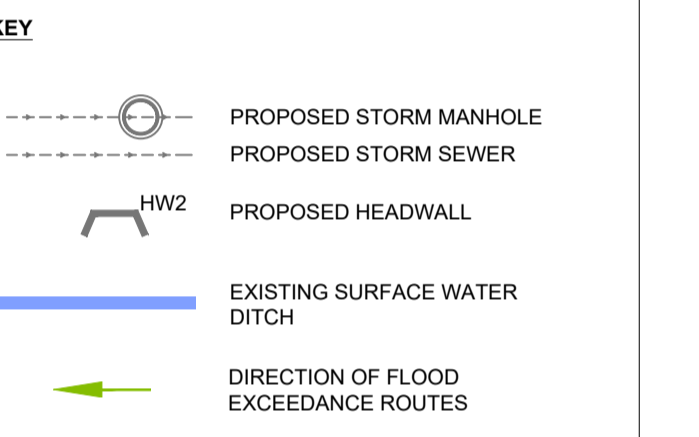 KEY
PROPOSED STORM MANHOLE
PROPOSED STORM SEWER
HW2
PROPOSED HEADWALL
EXISTING SURFACE WATER
DITCH
DIRECTION OF FLOOD
EXCEEDANCE ROUTES